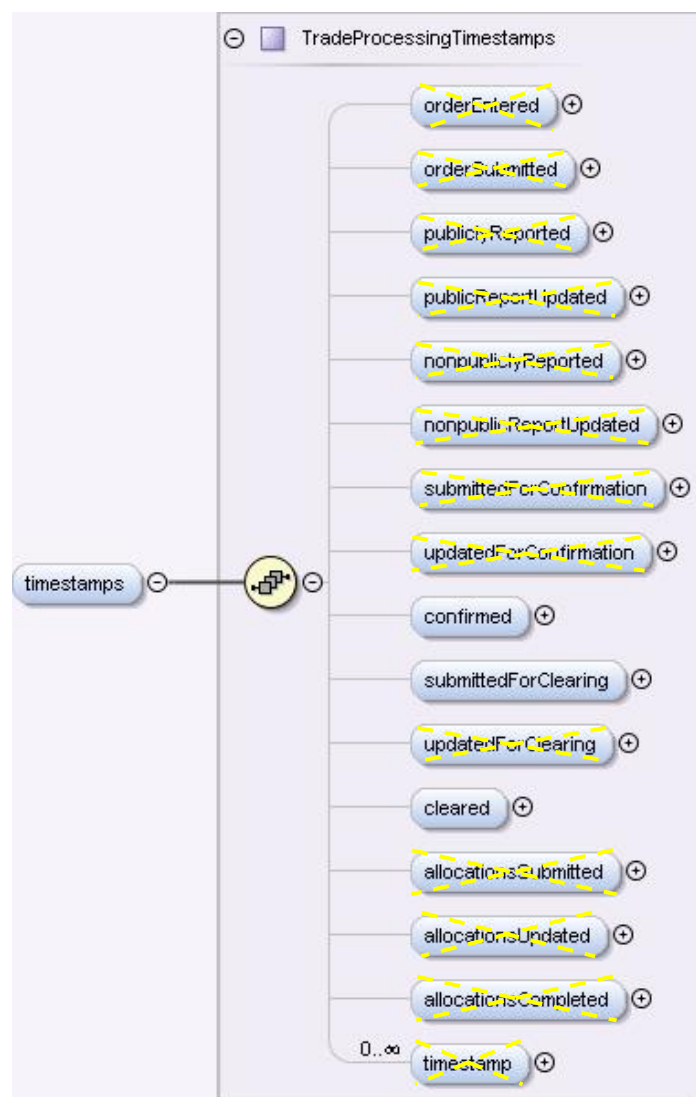 TradeProcessingTimestamps
orderEntered
orderSubmitted
publiclyReported
publicReportUpdated
nonpubliclyReported
nonpublicReportUpdated
submittedForConfirmation
updatedForConfirmation
timestamps
confirmed
submittedForClearing
updatedForClearing
cleared
allocationsSubmitted
allocationsUpdated
allocationsCompleted
0..∞
timestamp